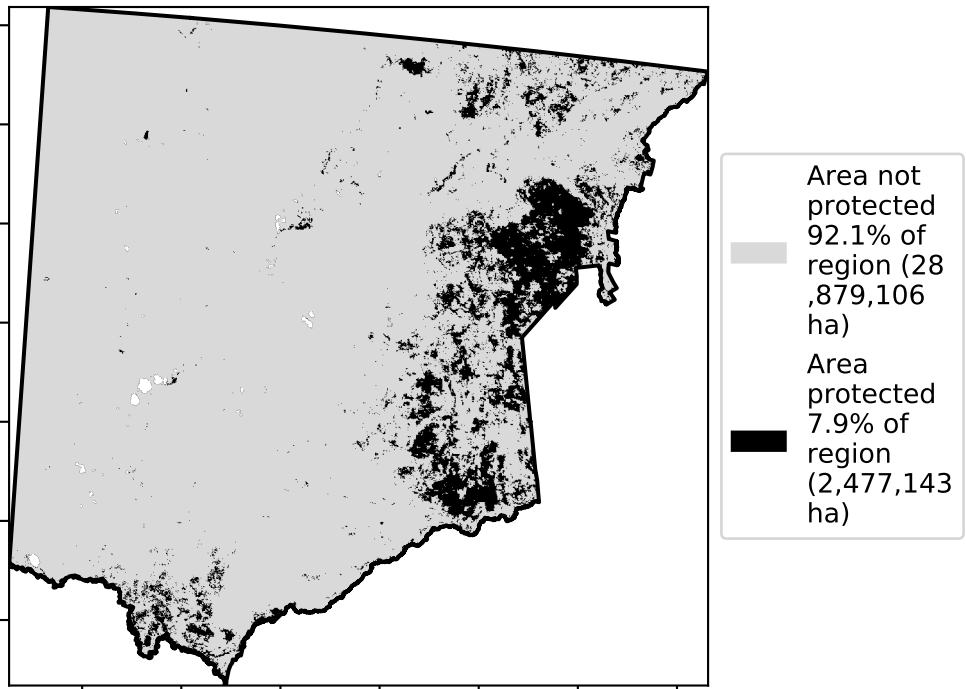 Area not
protected
92.1% of
region (28
,879,106
ha)
Area
protected
7.9% of
region
(2,477,143
ha)